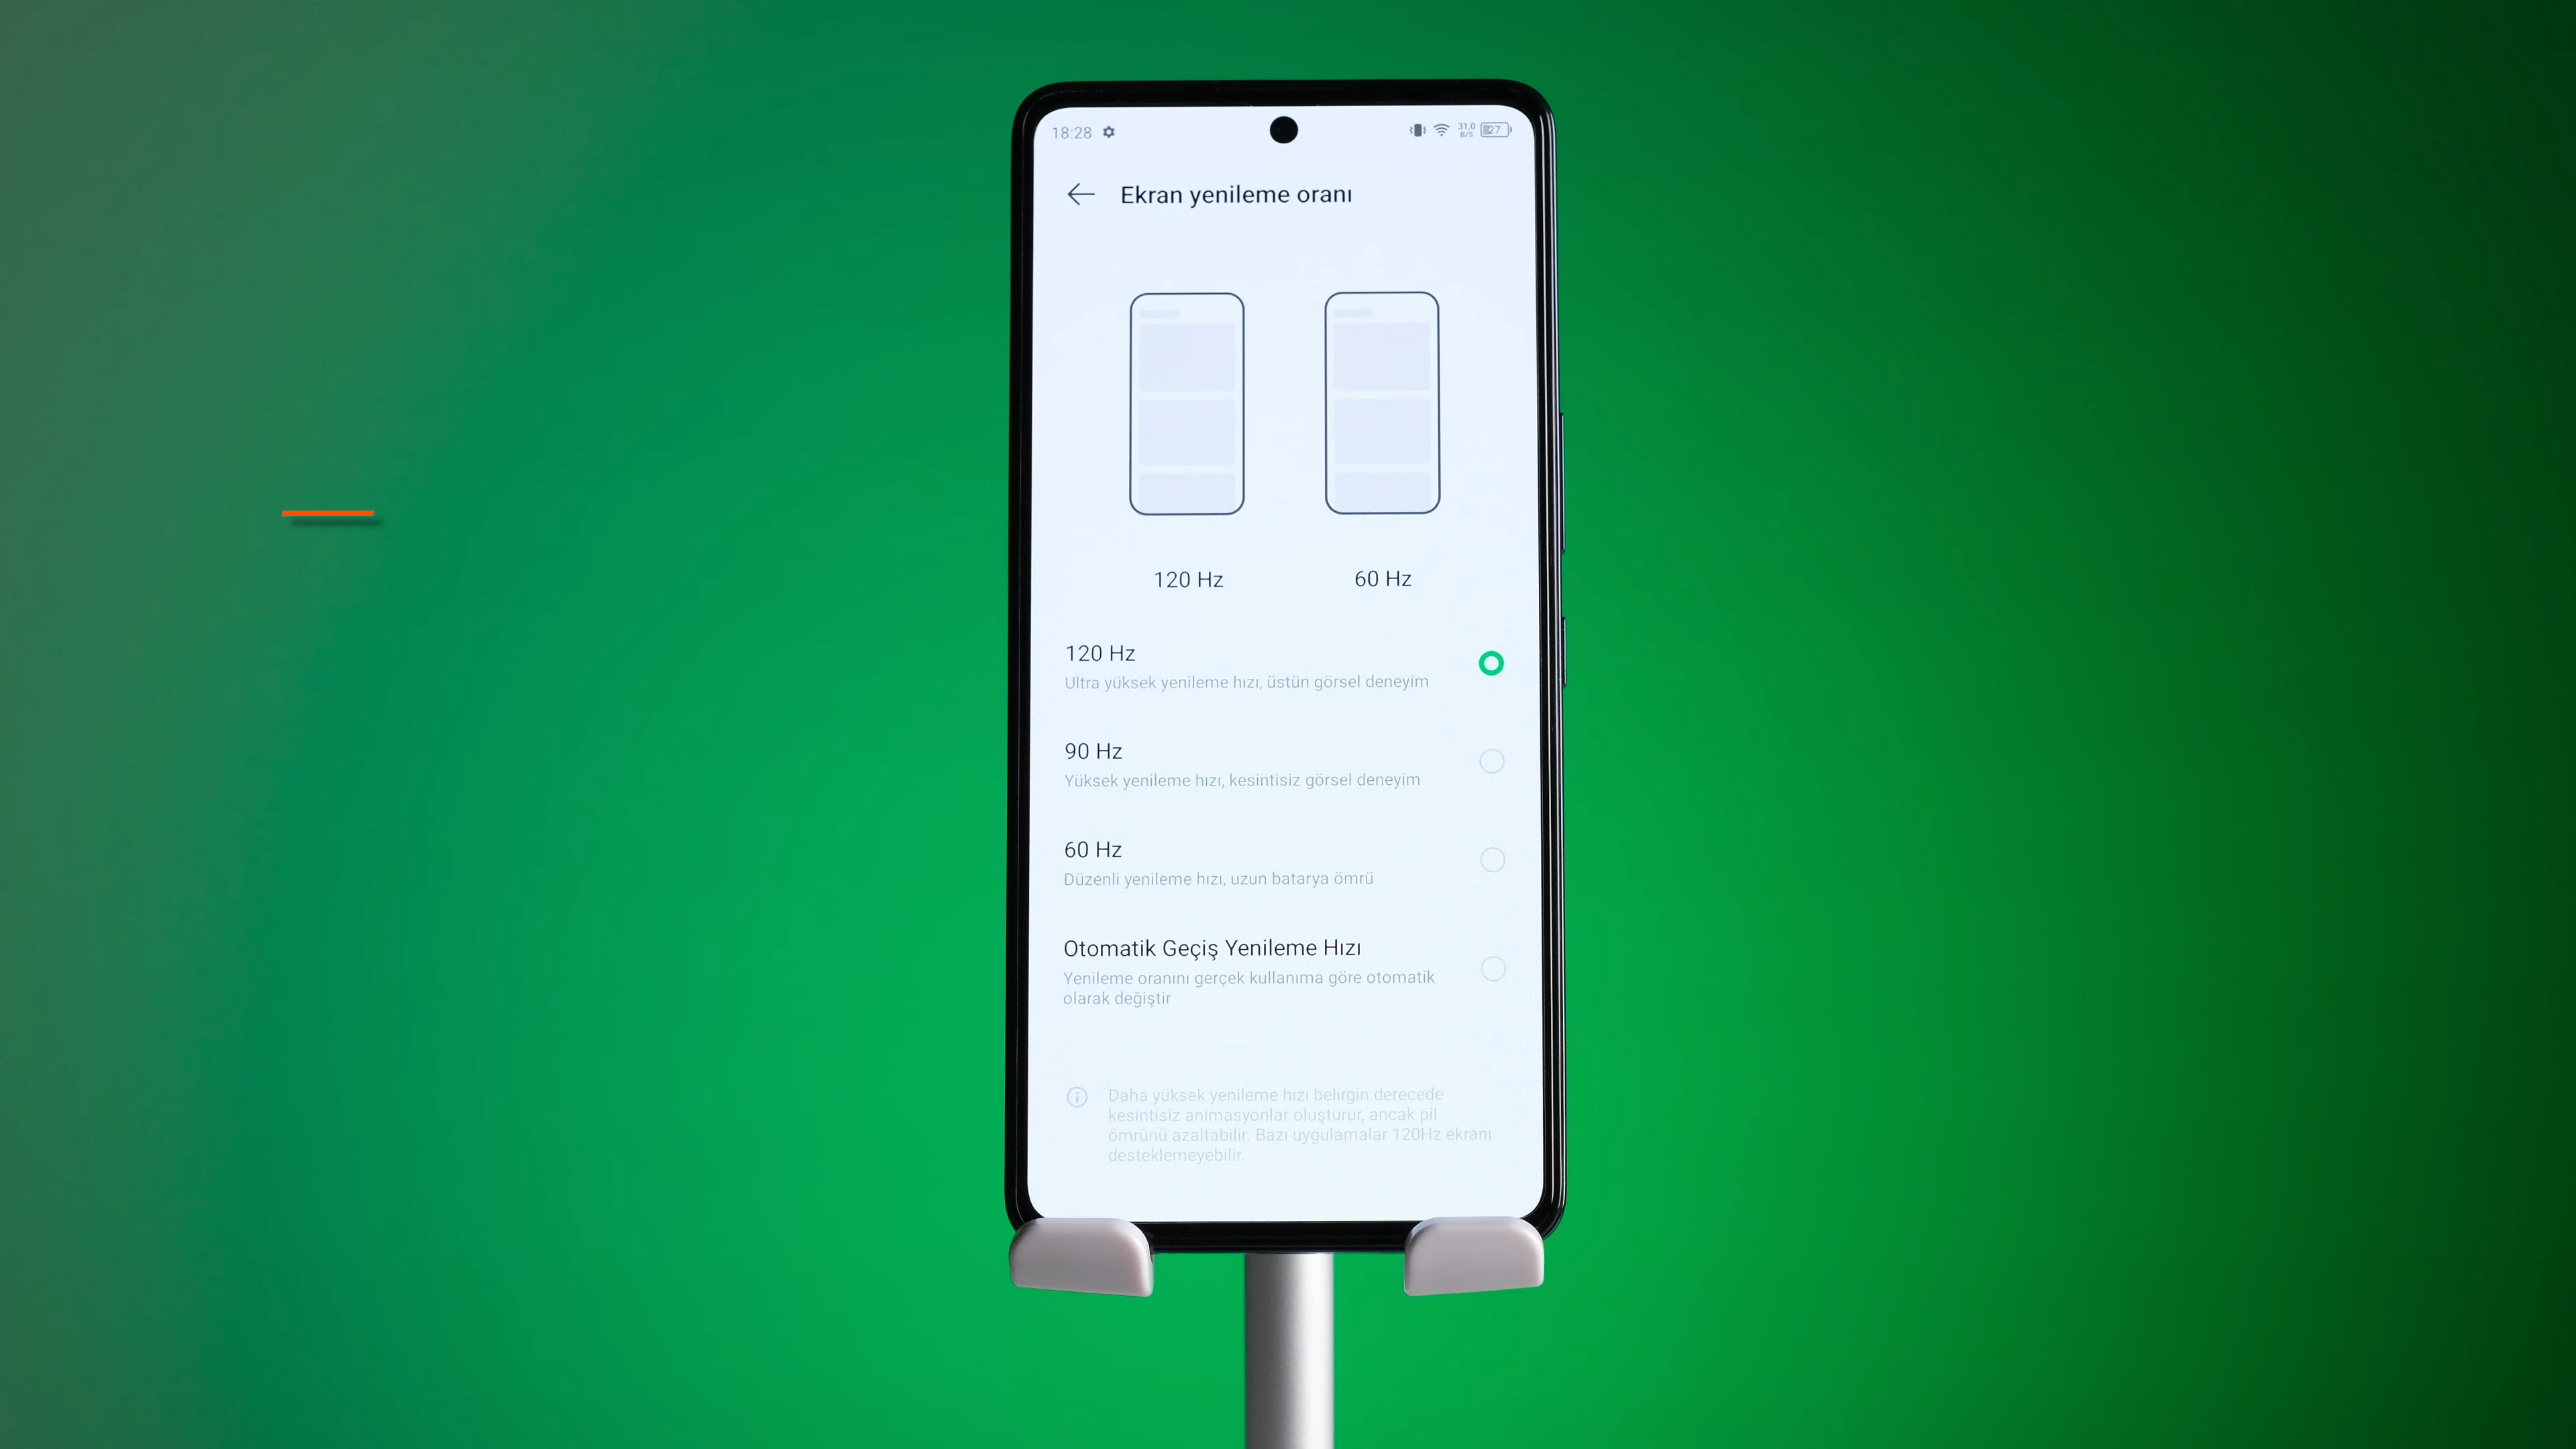 18:28
31,0
B/S
27
Ekran yenileme oranı
120 Hz
60 Hz
120 Hz
Ultra yüksek yenileme hızı, üstün görsel deneyim
90 Hz
Yüksek yenileme hızı, kesintisiz görsel deneyim
60 Hz
Düzenli yenileme hızı, uzun batarya ömrü
Otomatik Geçiş Yenileme Hızı
Yenileme oranını gerçek kullanıma göre otomatik
olarak değiştir
Daha yüksek yenileme hızı belirgin derecede
kesintisiz animasyonlar oluşturur, ancak pil
ömrünü azaltabilir. Bazı uygulamalar 120Hz ekranı
desteklemeyebilir.